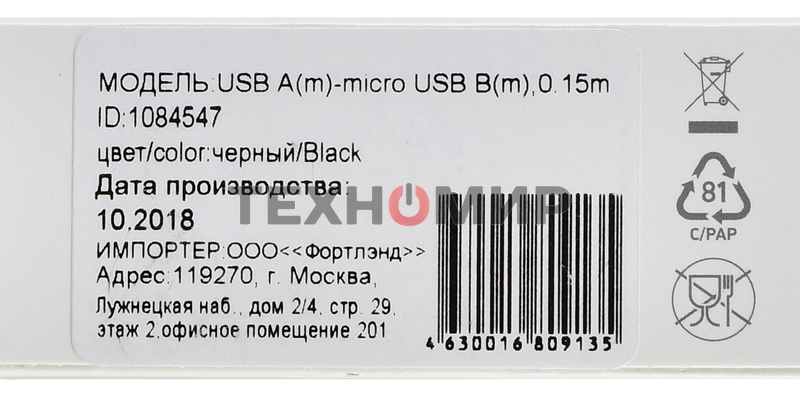 МОДЕЛЬ:USB A(m)-micro USB B(m),0.15m
ID:1084547
цвет/color:черный/Black
Дата производства:
10.2018
ТЕХНОМИР
ИМПОРТЕР:ООО<<Фортлэнд>>
Адрес:119270, г. Москва,
Лужнецкая наб., дом 2/4, стр. 29,
этаж 2,офисное помещение 201
4 630016 809135
81
C/PAP